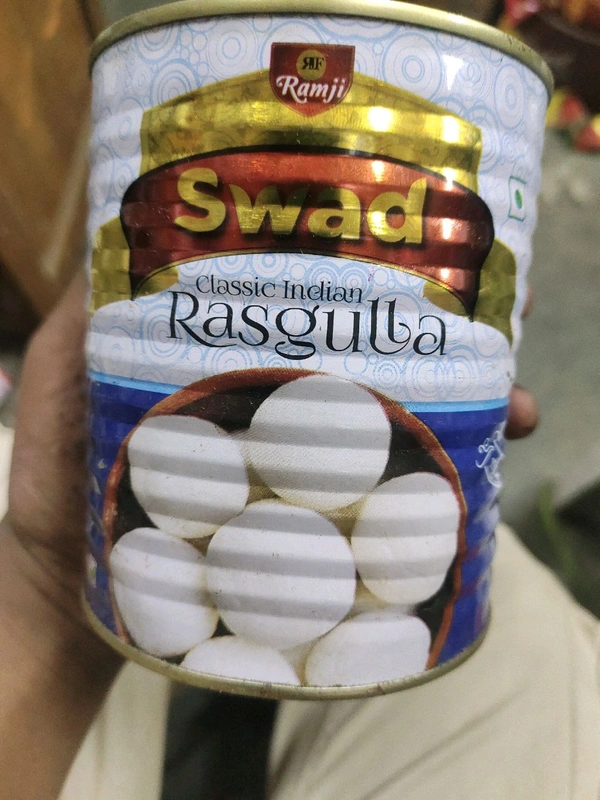 RF
Ramji
Swad
Classic Indian
Rasgulla